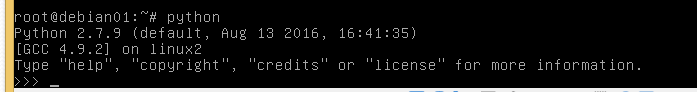 root@debian01:~# python
Python 2.7.9 (default, Aug 13 2016, 16:41:35)
[GCC 4.9.2] on linux2
Type "help", "copyright", "credits" or "license" for more information.
>>> _